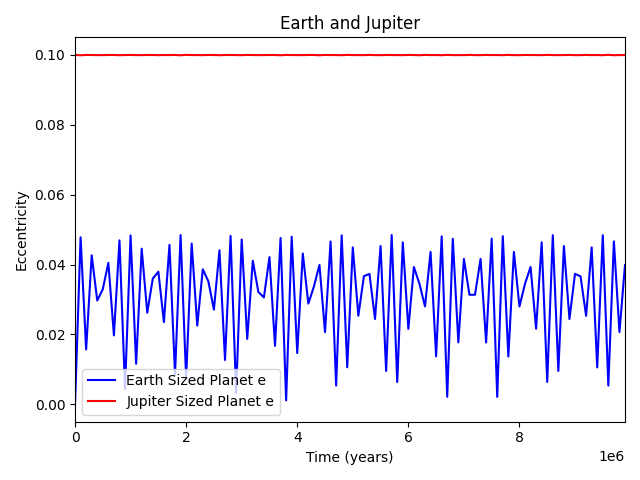 Earth and Jupiter
Eccentricity
0.10
0.08
0.06
0.04
0.02
0.00
Earth Sized Planet e
Jupiter Sized Planet e
0 2 4 6 8
1e6
Time (years)